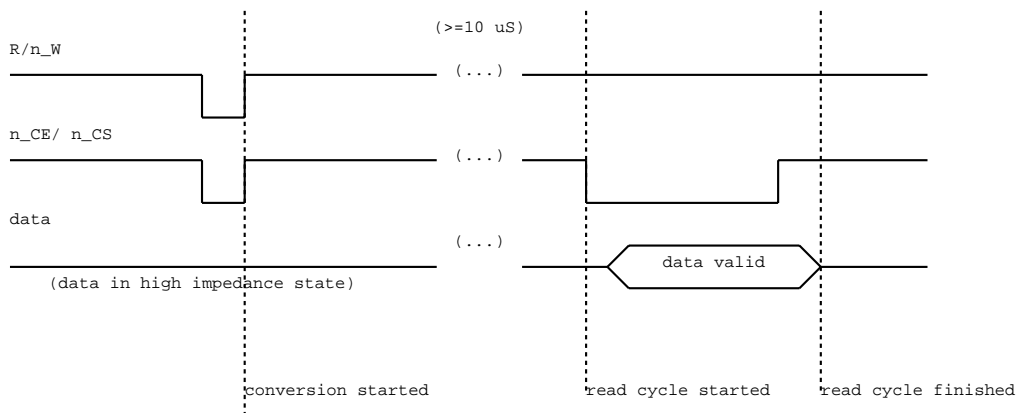 (>=10 uS)
R/n_W
(...)
n_CE/ n_CS
(...)
data
(...)
data valid
(data in high impedance state)
conversion started
read cycle started
read cycle finished